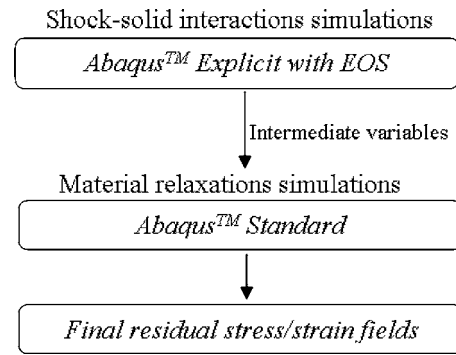 Shock-solid interactions simulations
Abaqus™ Explicit with EOS
Intermediate variables
Material relaxations simulations
Abaqus™ Standard
Final residual stress/strain fields